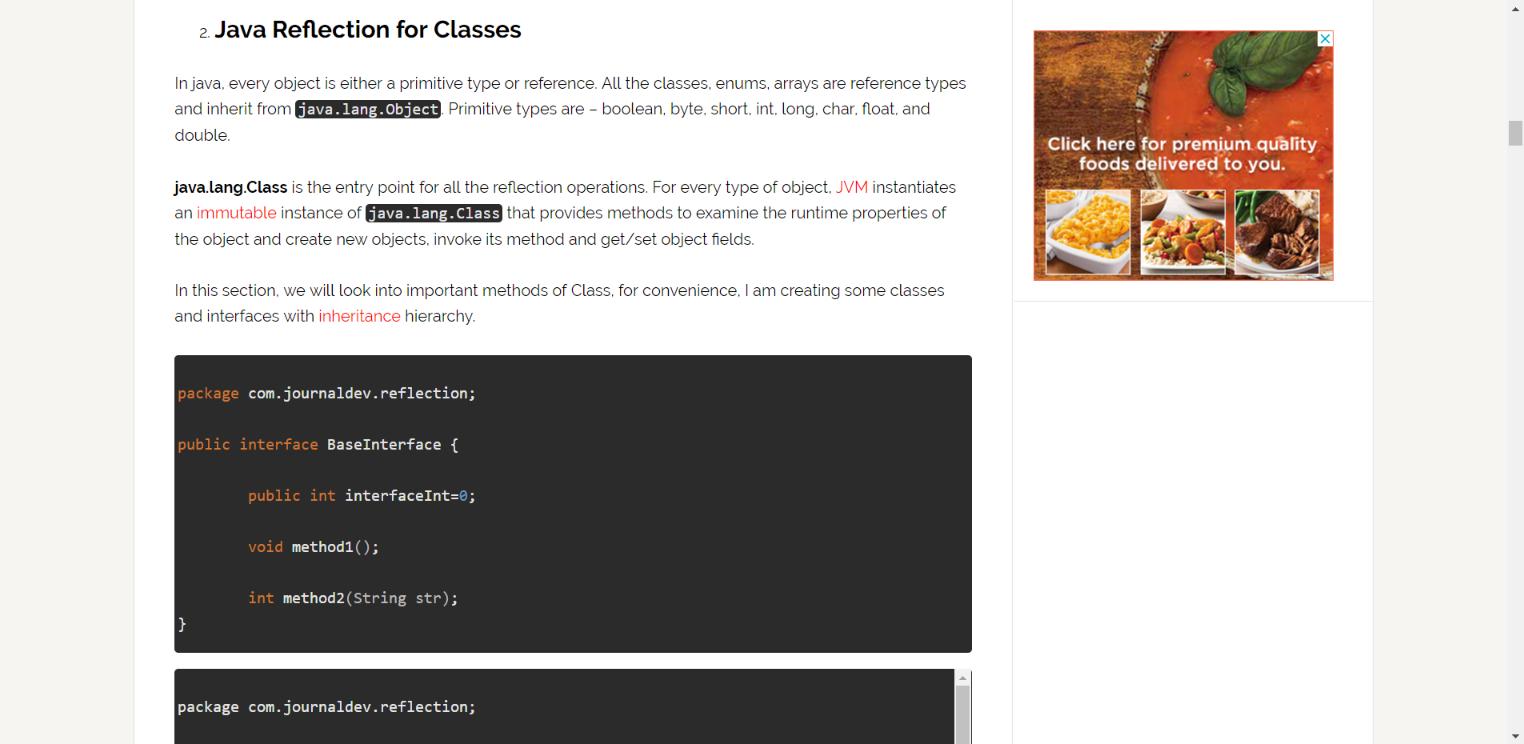 2. Java Reflection for Classes
In java, every object is either a primitive type or reference. All the classes, enums, arrays are reference types
and inherit from java.lang.Object. Primitive types are – boolean, byte, short, int, long, char, float, and
double.
java.lang.Class is the entry point for all the reflection operations. For every type of object, JVM instantiates
an immutable instance of java.lang.Class that provides methods to examine the runtime properties of
the object and create new objects, invoke its method and get/set object fields.
In this section, we will look into important methods of Class, for convenience, I am creating some classes
and interfaces with inheritance hierarchy.
package com.journaldev.reflection;
public interface BaseInterface {
public int interfaceInt=0;
void method1();
int method2(String str);
}
package com.journaldev.reflection;
Click here for premium quality
foods delivered to you.